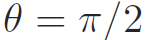 θ = π/2